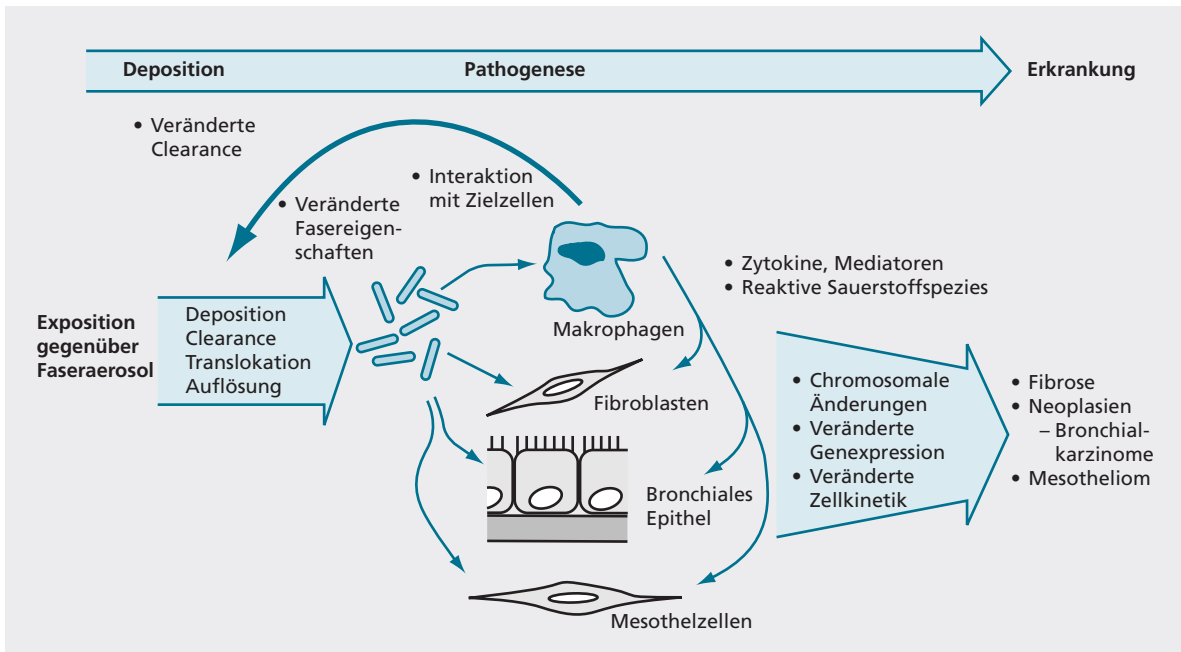 Deposition
Pathogenese
Erkrankung
• Veränderte
Clearance
• Interaktion
mit Zielzellen
• Veränderte
Fasereigen-
schaften
• Zytokine, Mediatoren
• Reaktive Sauerstoffspezies
Exposition
gegenüber
Faseraerosol
Deposition
Clearance
Translokation
Auflösung
Makrophagen
Fibroblasten
Bronchiales
Epithel
Mesothelzellen
• Chromosomale
Änderungen
• Veränderte
Genexpression
• Veränderte
Zellkinetik
• Fibrose
• Neoplasien
– Bronchial-
karzinome
• Mesotheliom